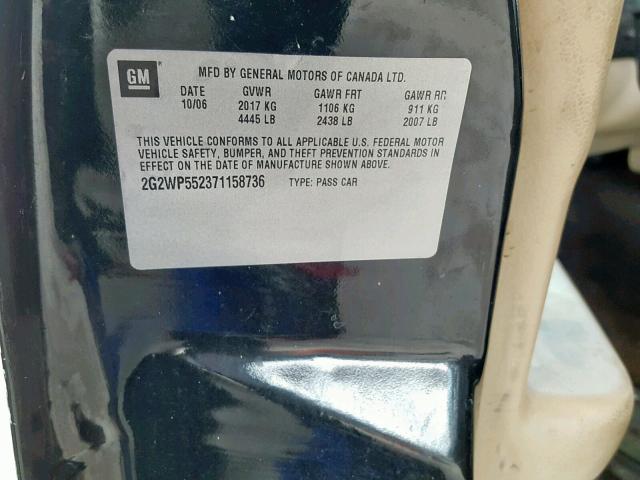 GM
MFD BY GENERAL MOTORS OF CANADA LTD.
DATE GVWR GAWR FRT GAWR RR
10/06 2017 KG 1106 KG 911 KG
4445 LB 2438 LB 2007 LB
THIS VEHICLE CONFORMS TO ALL APPLICABLE U.S. FEDERAL MOTOR
VEHICLE SAFETY, BUMPER, AND THEFT PREVENTION STANDARDS IN
EFFECT ON THE DATE OF MANUFACTURE SHOWN ABOVE.
2G2WP552371158736 TYPE: PASS CAR